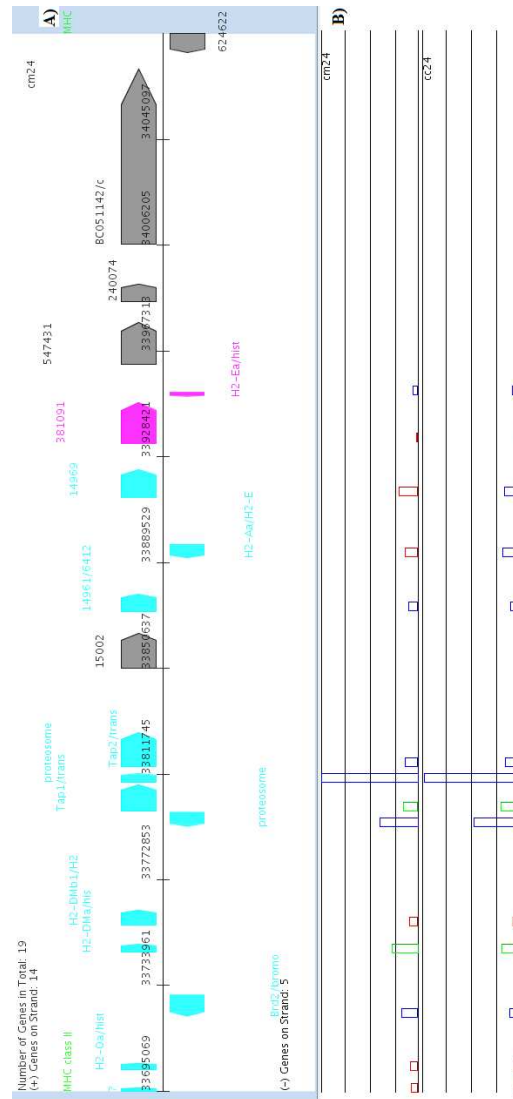 A)
MHC
cm24
Number of Genes in Total: 19
(+) Genes on Strand: 14
MHC class II
?
H2-Oa/hist
H2-DMa/his
H2-DMb1/H2
Tap1/trans
proteosome
Tap2/trans
15002
14961/6412
14969
381091
547431
240074
BC051142/c
33695069
33733961
33772853
33811745
33850637
33889529
33928421
33967313
34006205
34045097
Brd2/bromo
proteosome
H2-Aa/H2-E
H2-Ea/hist
624622
(-) Genes on Strand: 5
B)
cm24
cc24